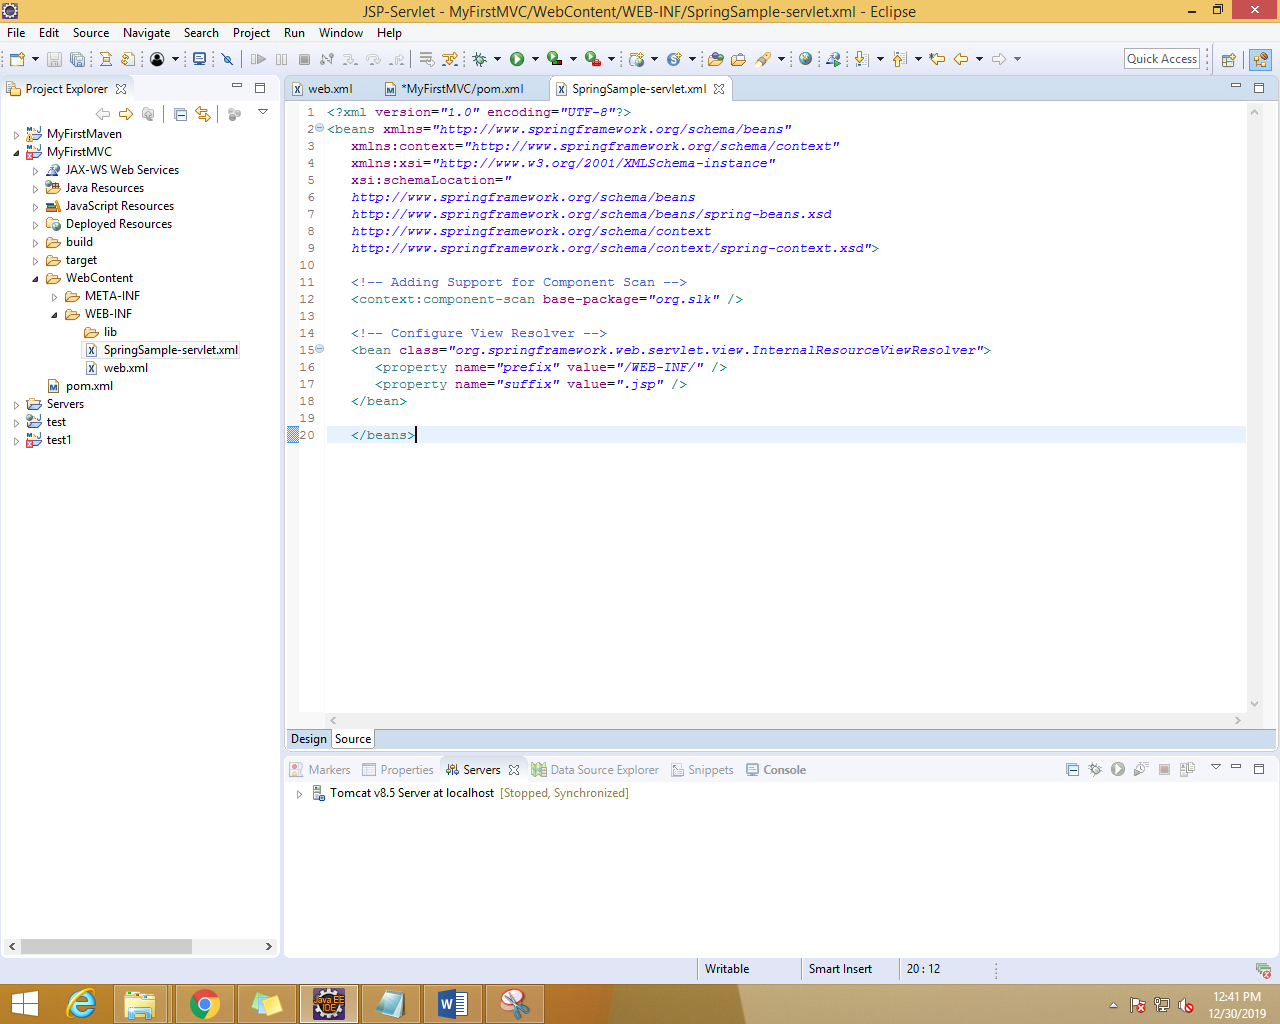 JSP-Servlet - MyFirstMVC/WebContent/WEB-INF/SpringSample-servlet.xml - Eclipse
File Edit Source Navigate Search Project Run Window Help
Quick Access
Project Explorer
MyFirstMaven
MyFirstMVC
JAX-WS Web Services
Java Resources
JavaScript Resources
Deployed Resources
build
target
WebContent
META-INF
WEB-INF
lib
SpringSample-servlet.xml
web.xml
pom.xml
Servers
test
test1
web.xml *MyFirstMVC/pom.xml SpringSample-servlet.xml
1 <?xml version="1.0" encoding="UTF-8"?>
2 <beans xmlns="http://www.springframework.org/schema/beans"
3 xmlns:context="http://www.springframework.org/schema/context"
4 xmlns:xsi="http://www.w3.org/2001/XMLSchema-instance"
5 xsi:schemaLocation="
6 http://www.springframework.org/schema/beans
7 http://www.springframework.org/schema/beans/spring-beans.xsd
8 http://www.springframework.org/schema/context
9 http://www.springframework.org/schema/context/spring-context.xsd">
10
11 <!-- Adding Support for Component Scan -->
12 <context:component-scan base-package="org.slk" />
13
14 <!-- Configure View Resolver -->
15 <bean class="org.springframework.web.servlet.view.InternalResourceViewResolver">
16 <property name="prefix" value="/WEB-INF/" />
17 <property name="suffix" value=".jsp" />
18 </bean>
19
20 </beans>
Design Source
Markers Properties Servers Data Source Explorer Snippets Console
Tomcat v8.5 Server at localhost [Stopped, Synchronized]
Writable Smart Insert 20 : 12
Java EE
IDE
12:41 PM
12/30/2019